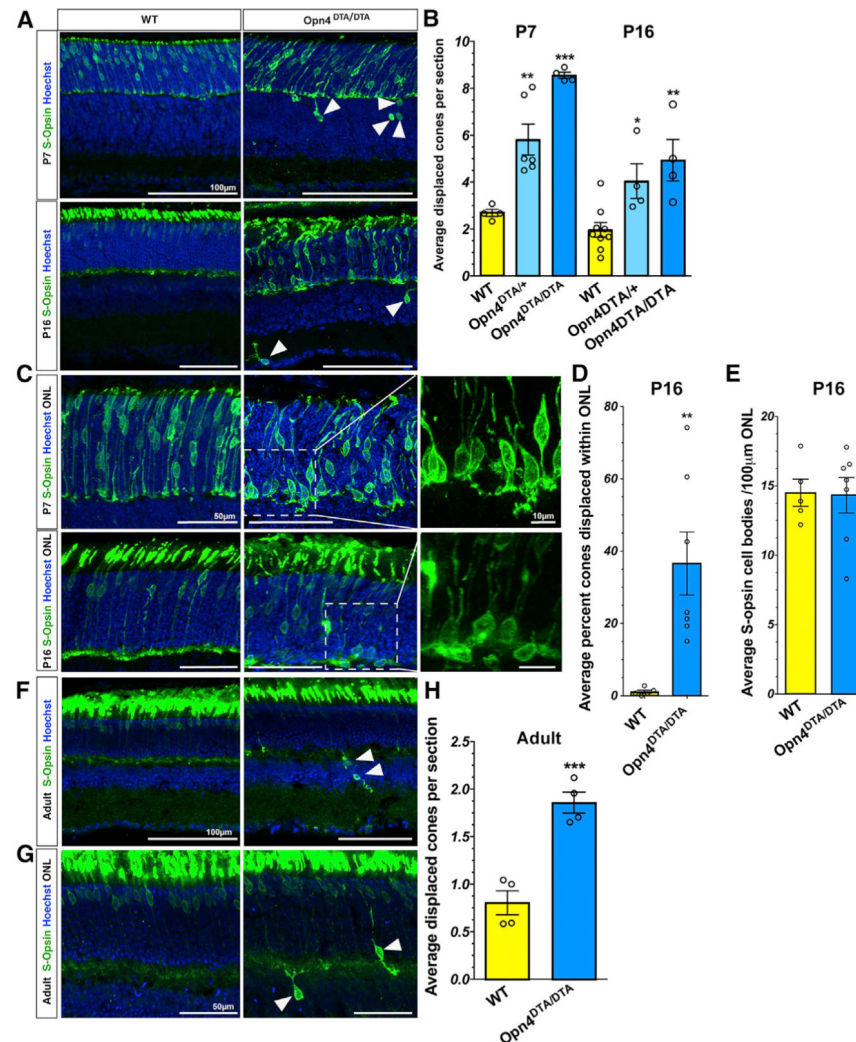 A
WT
Opn4 DTA/DTA
P7 S-Opsin Hoechst
100μm
P16 S-Opsin Hoechst
B
P7
P16
Average displaced cones per section
10
8
6
4
2
0
**
***
*
**
WT
Opn4DTA/+
Opn4DTA/DTA
WT
Opn4DTA/+
Opn4DTA/DTA
C
P7 S-Opsin Hoechst ONL
50μm
10μm
P16 S-Opsin Hoechst ONL
D
P16
Average percent cones displaced within ONL
80
60
40
20
0
**
WT
Opn4DTA/DTA
E
P16
Average S-opsin cell bodies /100μm ONL
20
15
10
5
0
WT
Opn4DTA/DTA
F
Adult S-Opsin Hoechst
100μm
G
Adult S-Opsin Hoechst ONL
50μm
H
Adult
Average displaced cones per section
2.5
2.0
1.5
1.0
0.5
0.0
***
WT
Opn4DTA/DTA